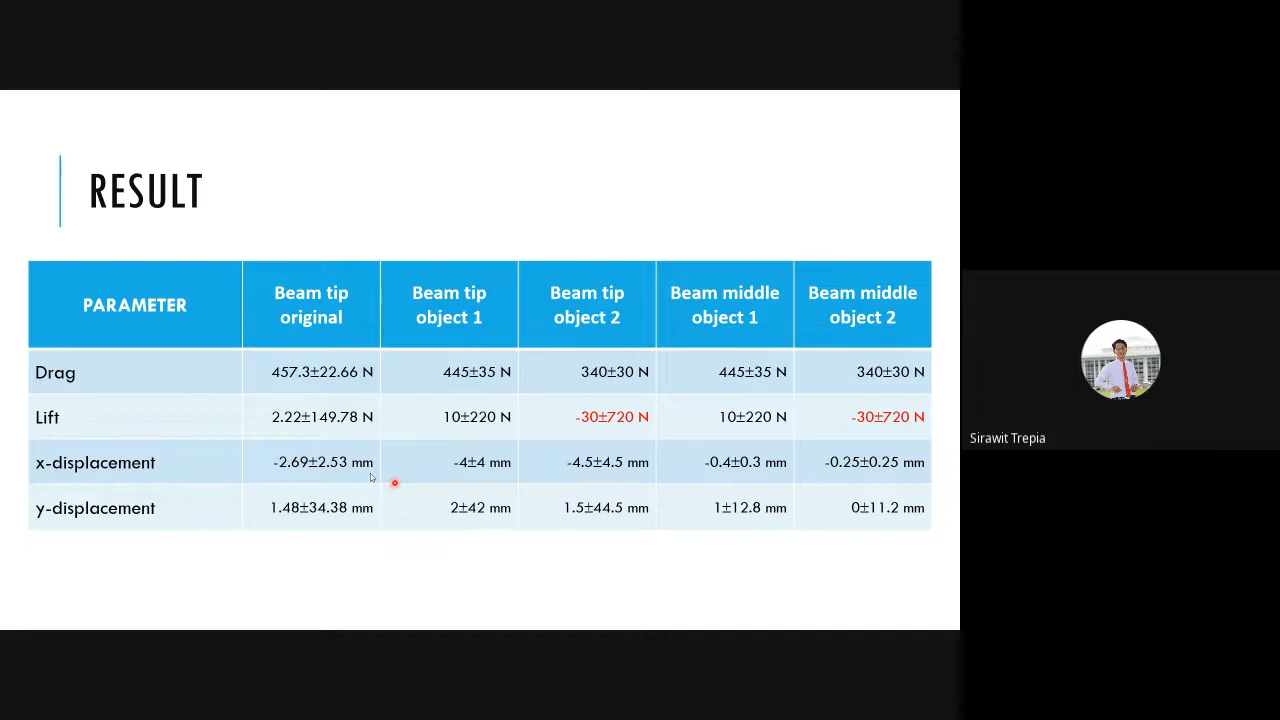 RESULT
PARAMETER
Beam tip
original
Beam tip
object 1
Beam tip
object 2
Beam middle
object 1
Beam middle
object 2
Drag 457.3±22.66 N 445±35 N 340±30 N 445±35 N 340±30 N
Lift 2.22±149.78 N 10±220 N -30±720 N 10±220 N -30±720 N
x-displacement -2.69±2.53 mm -4±4 mm -4.5±4.5 mm -0.4±0.3 mm -0.25±0.25 mm
y-displacement 1.48±34.38 mm 2±42 mm 1.5±44.5 mm 1±12.8 mm 0±11.2 mm
Sirawit Trepia